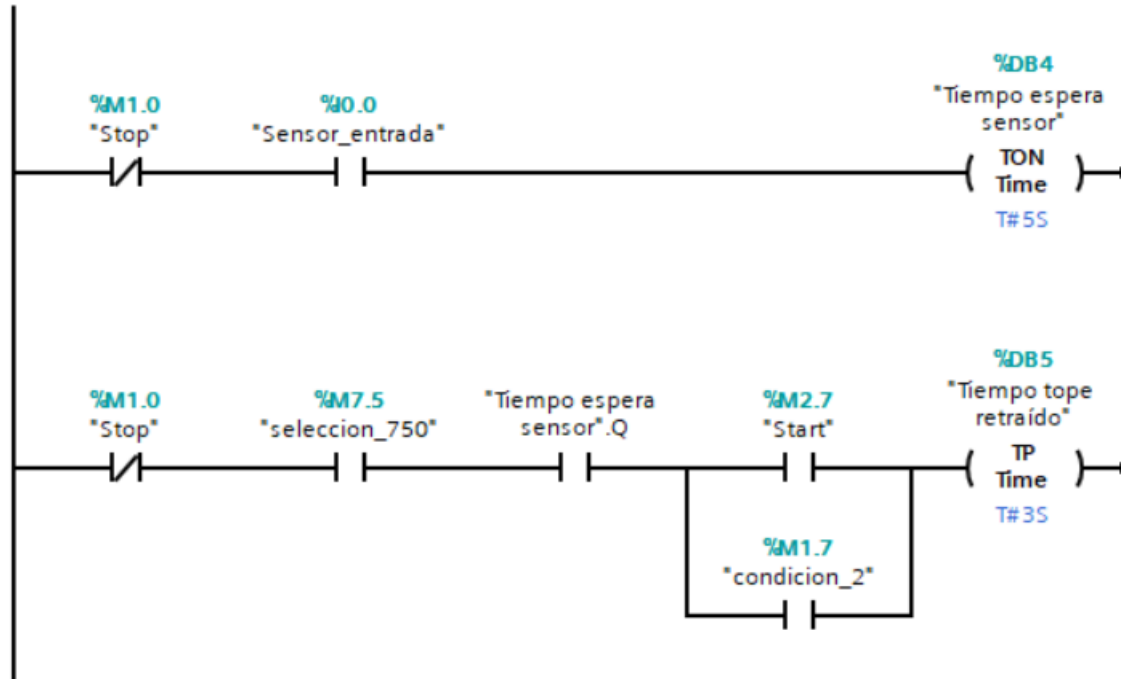 %DB4
"Tiempo espera
sensor"
%M1.0
"Stop"
%I0.0
"Sensor_entrada"
TON
Time
T#5S
%DB5
"Tiempo tope
retraído"
%M1.0
"Stop"
%M7.5
"seleccion_750"
"Tiempo espera
sensor".Q
%M2.7
"Start"
TP
Time
T#3S
%M1.7
"condicion_2"